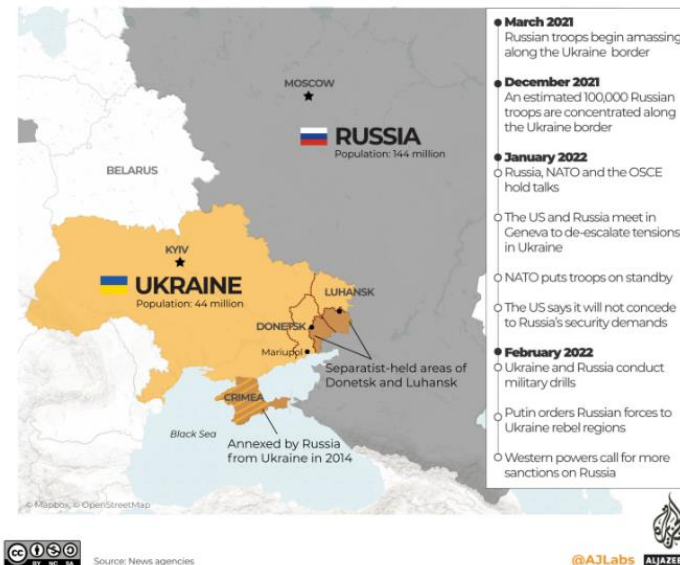 MOSCOW
RUSSIA
Population: 144 million
BELARUS
KYIV
UKRAINE
Population: 44 million
LUHANSK
DONETSK
Mariupol
Separatist-held areas of
Donetsk and Luhansk
CRIMEA
Black Sea
Annexed by Russia
from Ukraine in 2014
© Mapbox, © OpenStreetMap
March 2021
Russian troops begin amassing
along the Ukraine border
December 2021
An estimated 100,000 Russian
troops are concentrated along
the Ukraine border
January 2022
Russia, NATO and the OSCE
hold talks
The US and Russia meet in
Geneva to de-escalate tensions
in Ukraine
NATO puts troops on standby
The US says it will not concede
to Russia's security demands
February 2022
Ukraine and Russia conduct
military drills
Putin orders Russian forces to
Ukraine rebel regions
Western powers call for more
sanctions on Russia
cc
BY NC SA
Source: News agencies
@AJLabs